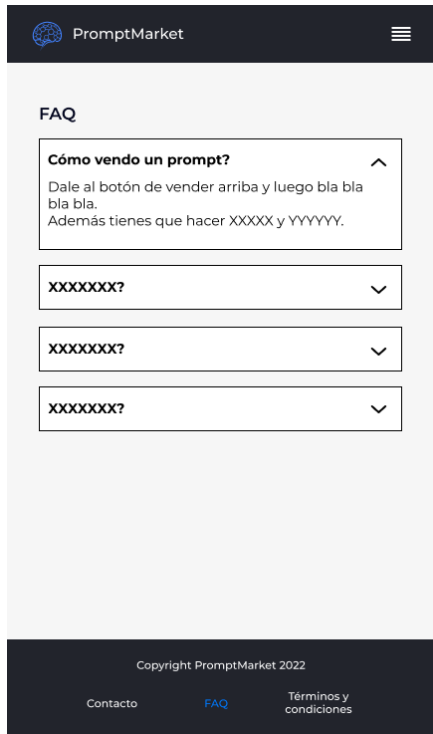 PromptMarket
FAQ
Cómo vendo un prompt?
Dale al botón de vender arriba y luego bla bla
bla bla.
Además tienes que hacer XXXXX y YYYYYY.
XXXXXXX?
XXXXXXX?
XXXXXXX?
Copyright PromptMarket 2022
Contacto
FAQ
Términos y
condiciones